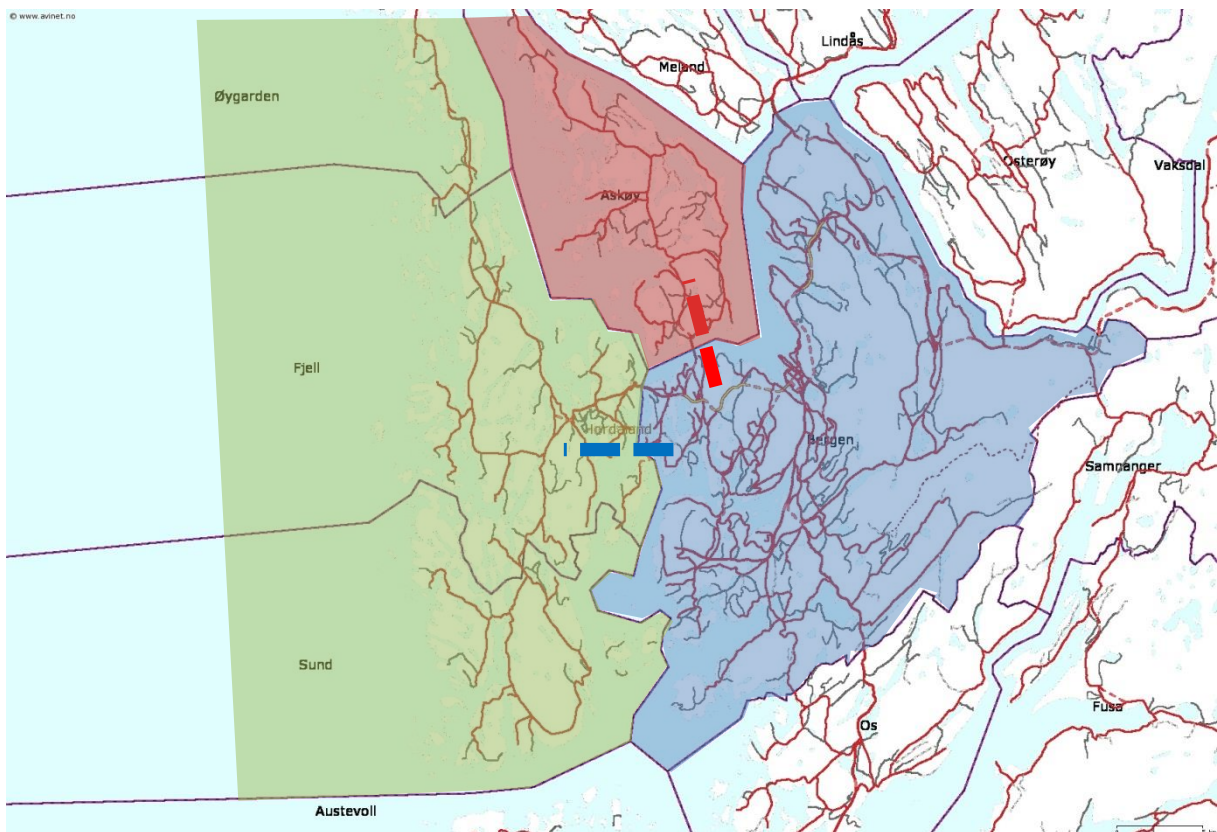 © www.avinet.no
Lindås
Meland
Øygarden
Osterøy
Vaksdal
Askøy
Fjell
Hordaland
Bergen
Samnanger
Sund
Fusa
Os
Austevoll